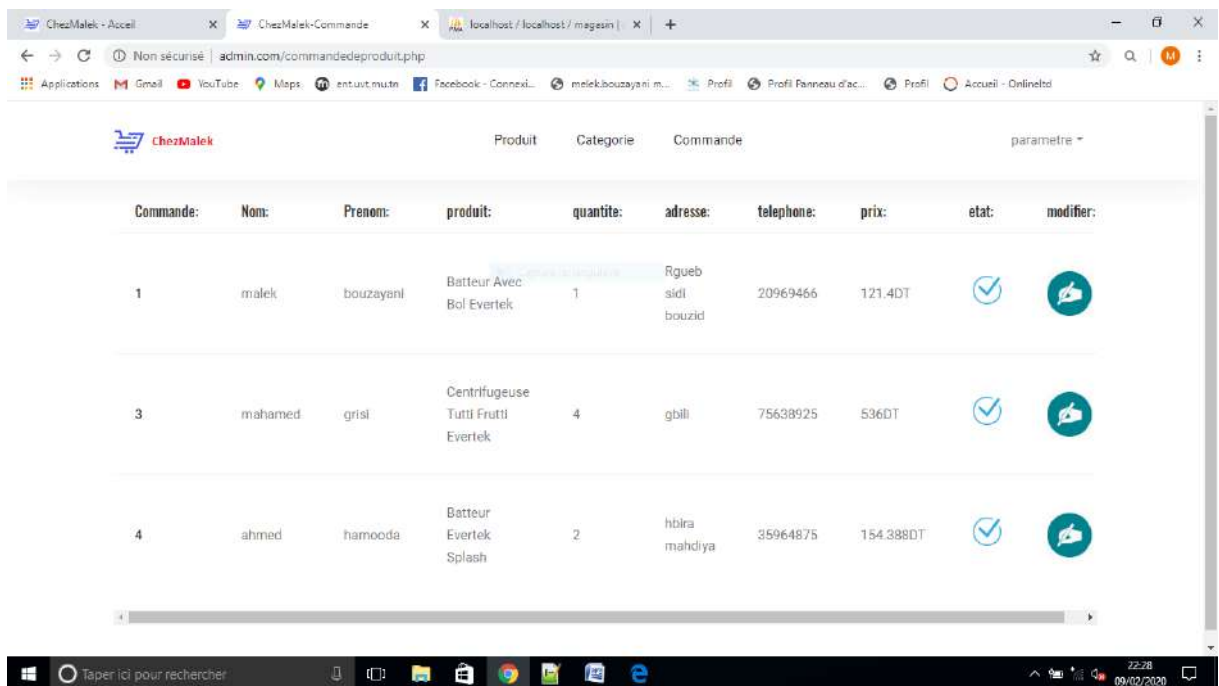 ChezMalek - Acceil
ChezMalek-Commande
localhost / localhost / magasin |
Non sécurisé | admin.com/commandedeproduit.php
M
Applications Gmail YouTube Maps ent.uvt.rnu.tn Facebook - Connexi... melek.bouzayani m... Profil Profil Panneau d'ac... Profil Accueil - Onlineltd
ChezMalek Produit Categorie Commande parametre
Commande: Nom: Prenom: produit: quantite: adresse: telephone: prix: etat: modifier:
1 malek bouzayani Batteur Avec Bol Evertek 1 Rgueb sidi bouzid 20969466 121.4DT
3 mahamed grisi Centrifugeuse Tutti Frutti Evertek 4 gbili 75638925 536DT
4 ahmed hamooda Batteur Evertek Splash 2 hbira mahdiya 35964875 154.388DT
Taper ici pour rechercher
22:28
09/02/2020